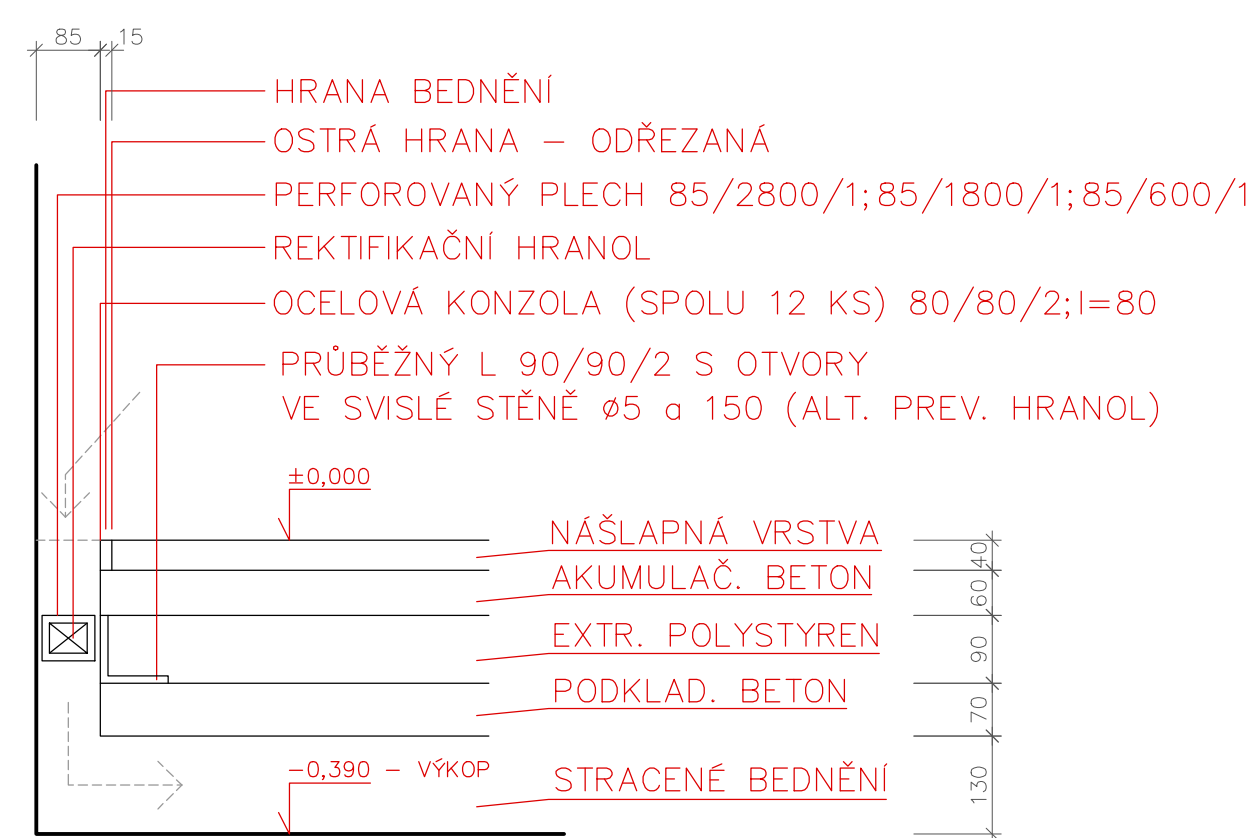 85 15
HRANA BEDNĚNÍ
OSTRÁ HRANA – ODŘEZANÁ
PERFOROVANÝ PLECH 85/2800/1;85/1800/1;85/600/1
REKTIFIKAČNÍ HRANOL
OCELOVÁ KONZOLA (SPOLU 12 KS) 80/80/2;l=80
PRŮBĚŽNÝ L 90/90/2 S OTVORY
VE SVISLÉ STĚNĚ ø5 a 150 (ALT. PREV. HRANOL)
±0,000
NÁŠLAPNÁ VRSTVA
40
AKUMULAČ. BETON
60
EXTR. POLYSTYREN
90
PODKLAD. BETON
70
-0,390 – VÝKOP
STRACENÉ BEDNĚNÍ
130